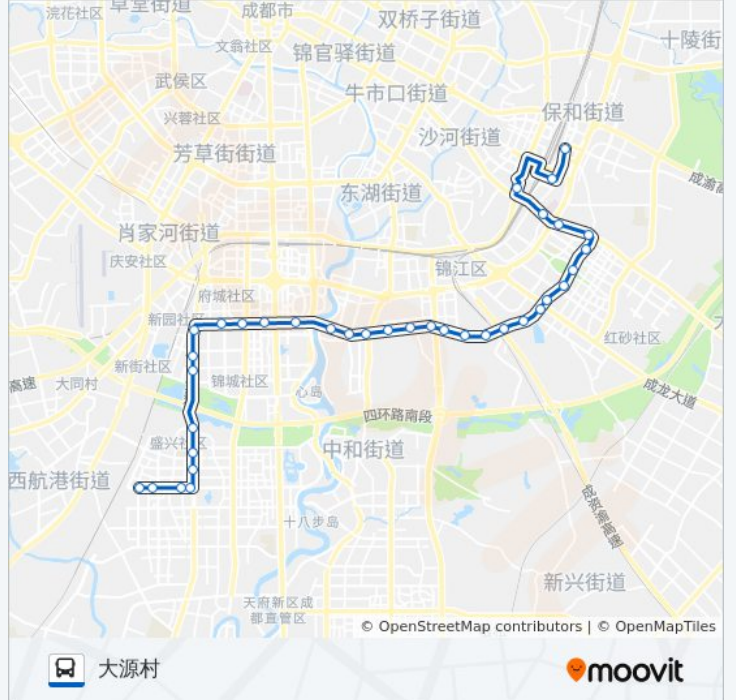 草堂街道
成都市
双桥子街道
浣花社区
十陵街
文翁社区
锦官驿街道
武侯区
牛市口街道
保和街道
兴蓉社区
沙河街道
芳草街街道
东湖街道
成渝高
肖家河街道
庆安社区
锦江区
府城社区
新园社区
红砂社区
新街社区
高速
大同村
锦城社区
心岛
成龙大道
四环路南段
盛兴社区
中和街道
西航港街道
成渝高速
十八步岛
新兴街道
天府新区成
都直管区
© OpenStreetMap contributors | © OpenMapTiles
大源村
moovit